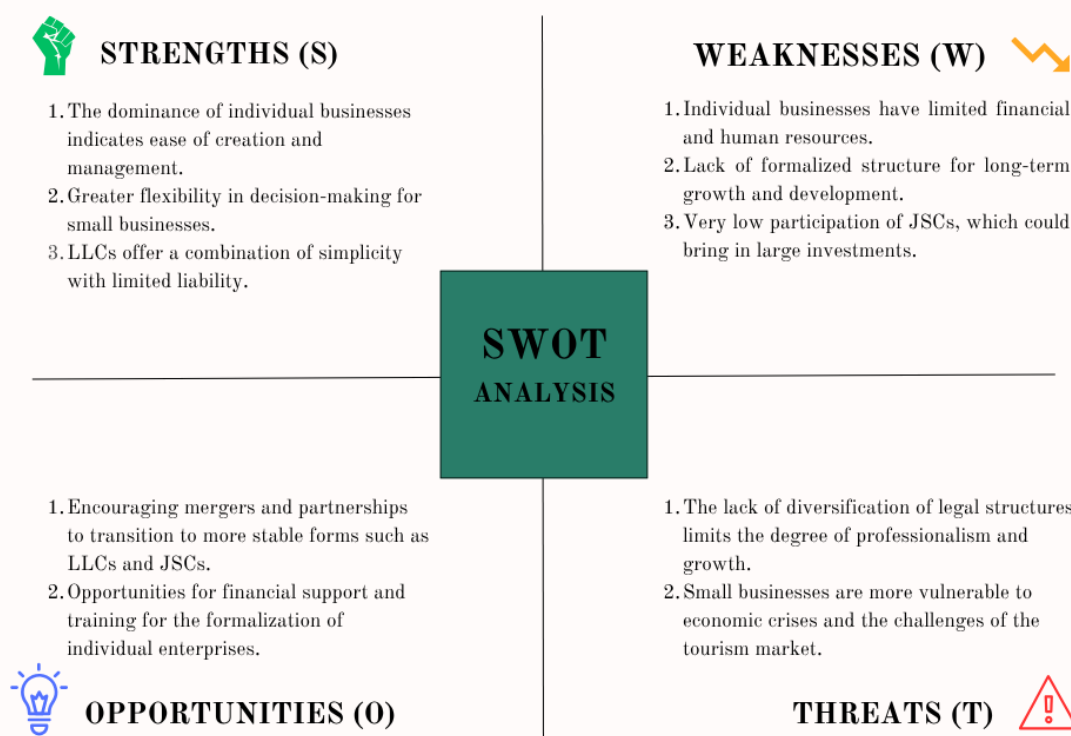 STRENGTHS (S)
1. The dominance of individual businesses
indicates ease of creation and
management.
2. Greater flexibility in decision-making for
small businesses.
3. LLCs offer a combination of simplicity
with limited liability.
WEAKNESSES (W)
1. Individual businesses have limited financial
and human resources.
2. Lack of formalized structure for long-term
growth and development.
3. Very low participation of JSCs, which could
bring in large investments.
SWOT
ANALYSIS
1. Encouraging mergers and partnerships
to transition to more stable forms such as
LLCs and JSCs.
2. Opportunities for financial support and
training for the formalization of
individual enterprises.
OPPORTUNITIES (O)
1. The lack of diversification of legal structures
limits the degree of professionalism and
growth.
2. Small businesses are more vulnerable to
economic crises and the challenges of the
tourism market.
THREATS (T)